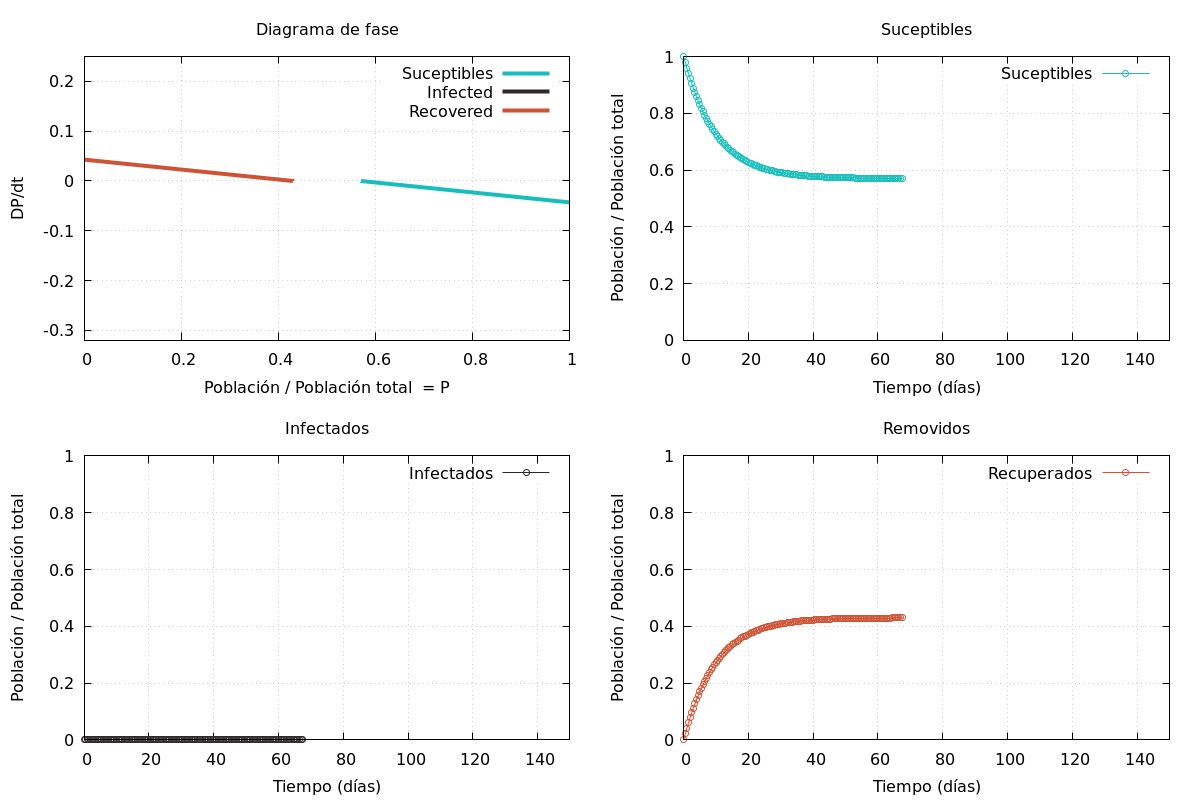 Diagrama de fase
Suceptibles
Infected
Recovered
0.2
0.1
0
-0.1
-0.2
-0.3
DP/dt
0 0.2 0.4 0.6 0.8 1
Población / Población total = P
Suceptibles
Suceptibles
1
0.8
0.6
0.4
0.2
0
Población / Población total
0 20 40 60 80 100 120 140
Tiempo (días)
Infectados
Infectados
1
0.8
0.6
0.4
0.2
0
Población / Población total
0 20 40 60 80 100 120 140
Tiempo (días)
Removidos
Recuperados
1
0.8
0.6
0.4
0.2
0
Población / Población total
0 20 40 60 80 100 120 140
Tiempo (días)